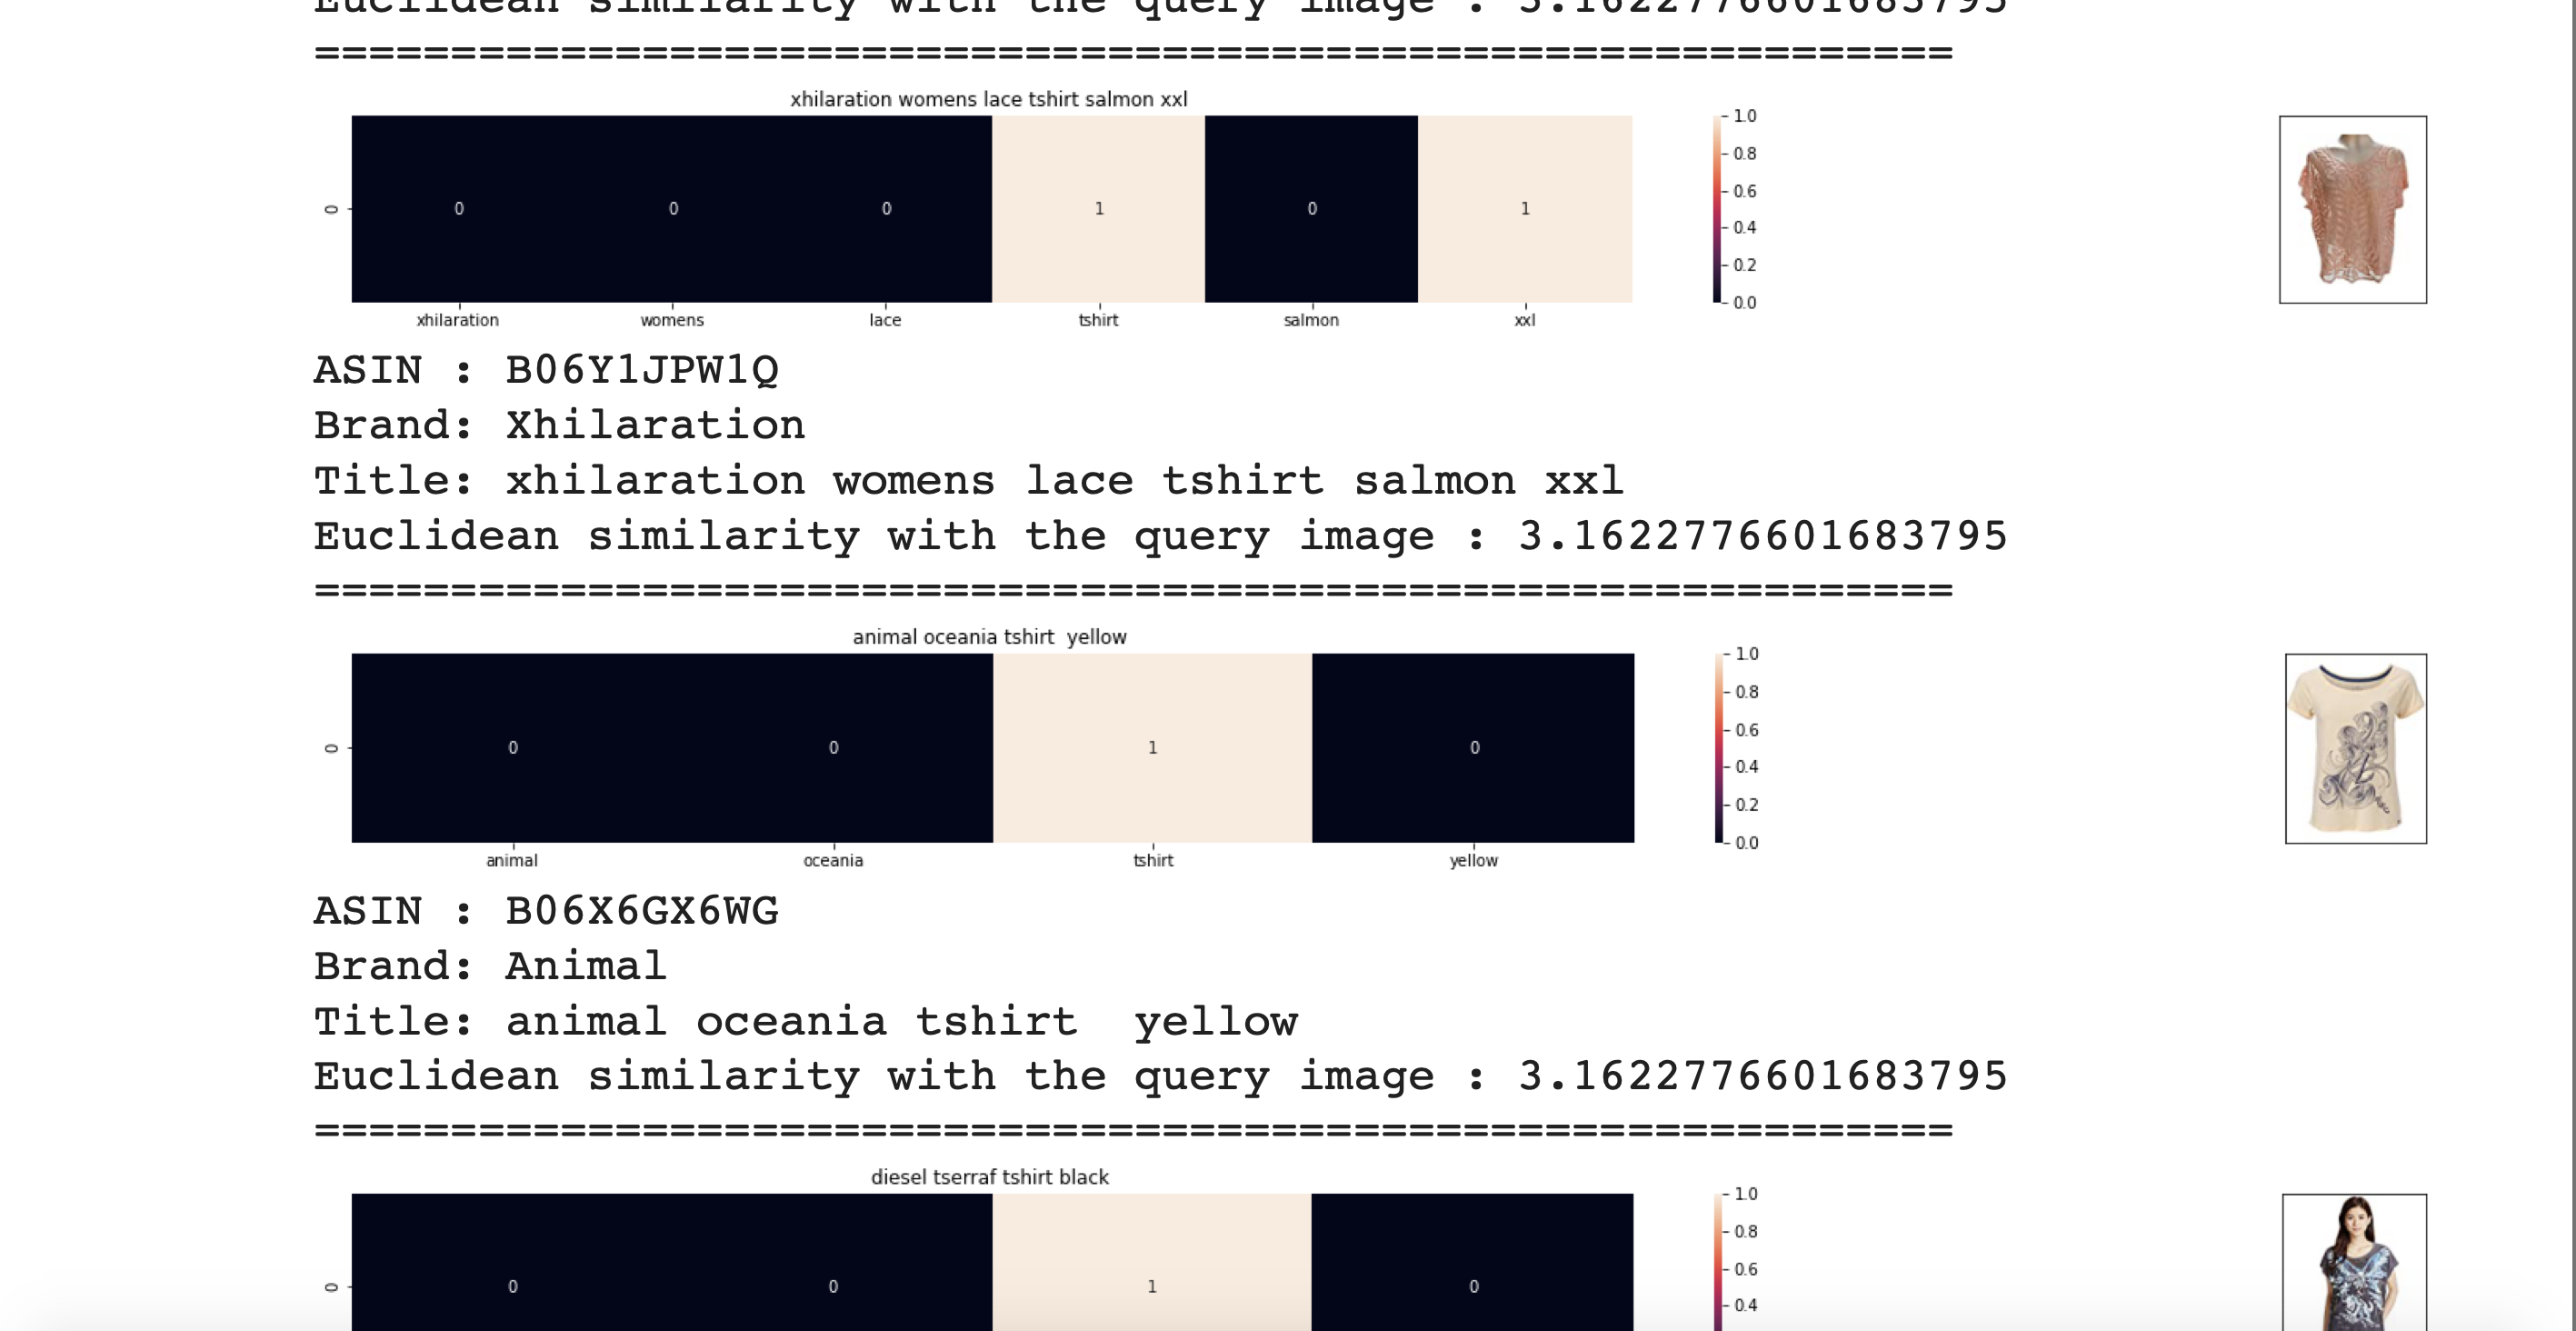 Euclidean similarity with the query image : 3.1622776601683795
============================================================
xhilaration womens lace tshirt salmon xxl
1.0
0.8
0.6
0.4
0.2
0.0
0
0 0 0 1 0 1
xhilaration womens lace tshirt salmon xxl
ASIN : B06Y1JPW1Q
Brand: Xhilaration
Title: xhilaration womens lace tshirt salmon xxl
Euclidean similarity with the query image : 3.1622776601683795
============================================================
animal oceania tshirt  yellow
1.0
0.8
0.6
0.4
0.2
0.0
0
0 0 1 0
animal oceania tshirt yellow
ASIN : B06X6GX6WG
Brand: Animal
Title: animal oceania tshirt  yellow
Euclidean similarity with the query image : 3.1622776601683795
============================================================
diesel tserraf tshirt black
1.0
0.8
0.6
0.4
0
0 0 1 0